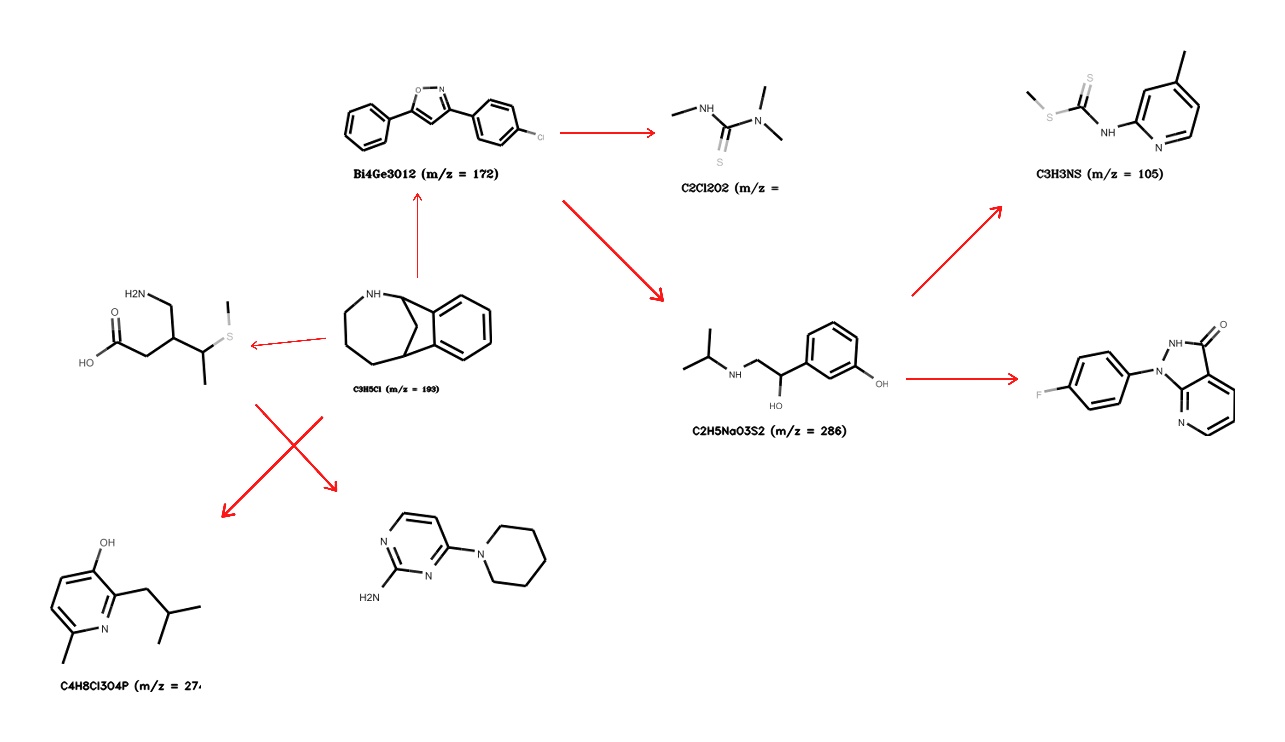 O N
Cl
Bi4Ge3O12 (m/z = 172)
NH
N
S
C2Cl2O2 (m/z =
S
S
NH
N
C3H3NS (m/z = 105)
H2N
O
HO
S
NH
C3H5Cl (m/z = 193)
NH
HO
OH
C2H5NaO3S2 (m/z = 286)
O
NH
N
F
N
OH
N
C4H8Cl3O4P (m/z = 274
N
N
N
H2N